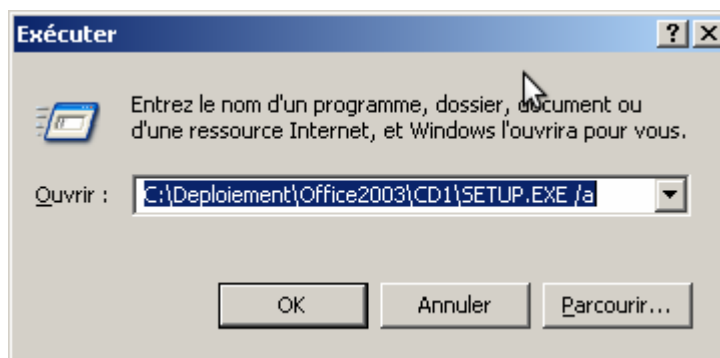 Exécuter
Entrez le nom d'un programme, dossier, document ou
d'une ressource Internet, et Windows l'ouvrira pour vous.
Ouvrir : C:\Deploiement\Office2003\CD1\SETUP.EXE /a
OK Annuler Parcourir...